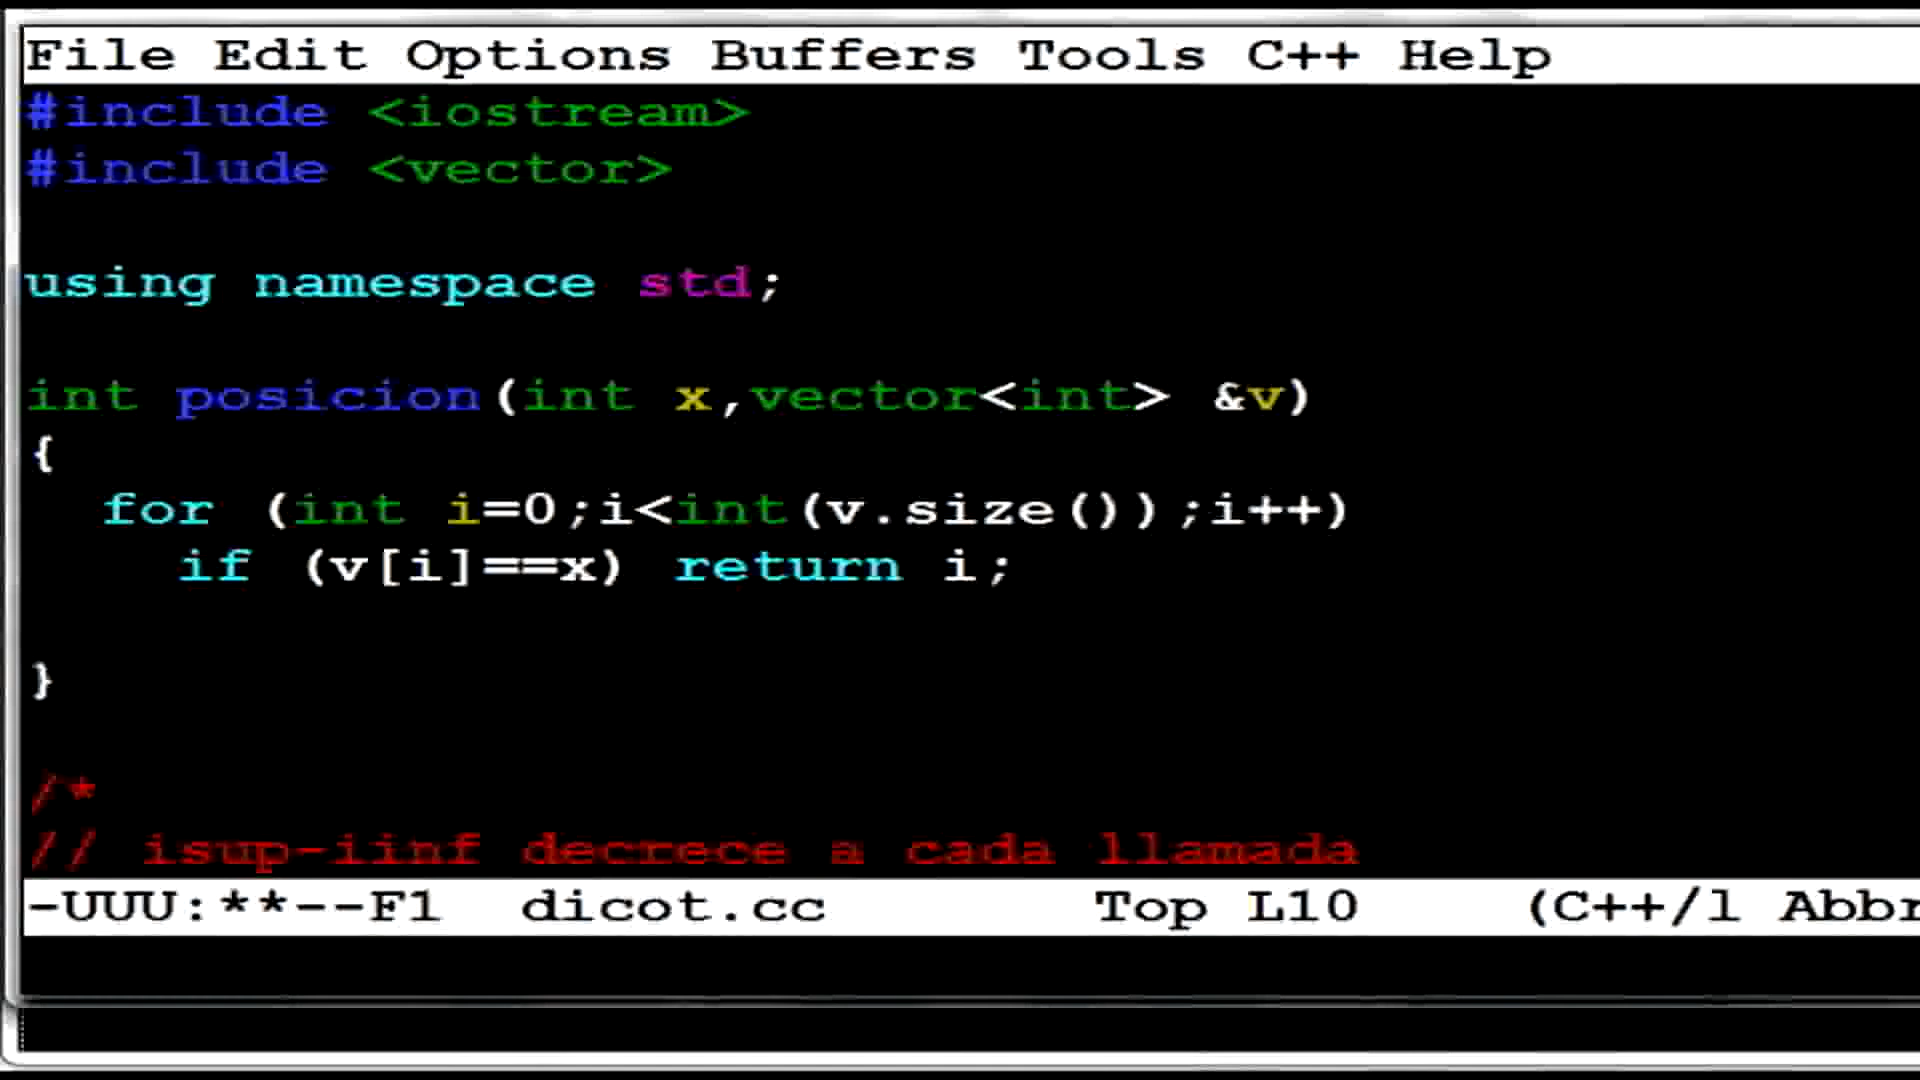 File Edit Options Buffers Tools C++ Help
#include <iostream>
#include <vector>
using namespace std;
int posicion(int x,vector<int> &v)
{
for (int i=0;i<int(v.size());i++)
if (v[i]==x) return i;
}
/*
// isup-iinf decrece a cada llamada
-UUU:**--F1 dicot.cc Top L10 (C++/l Abbr